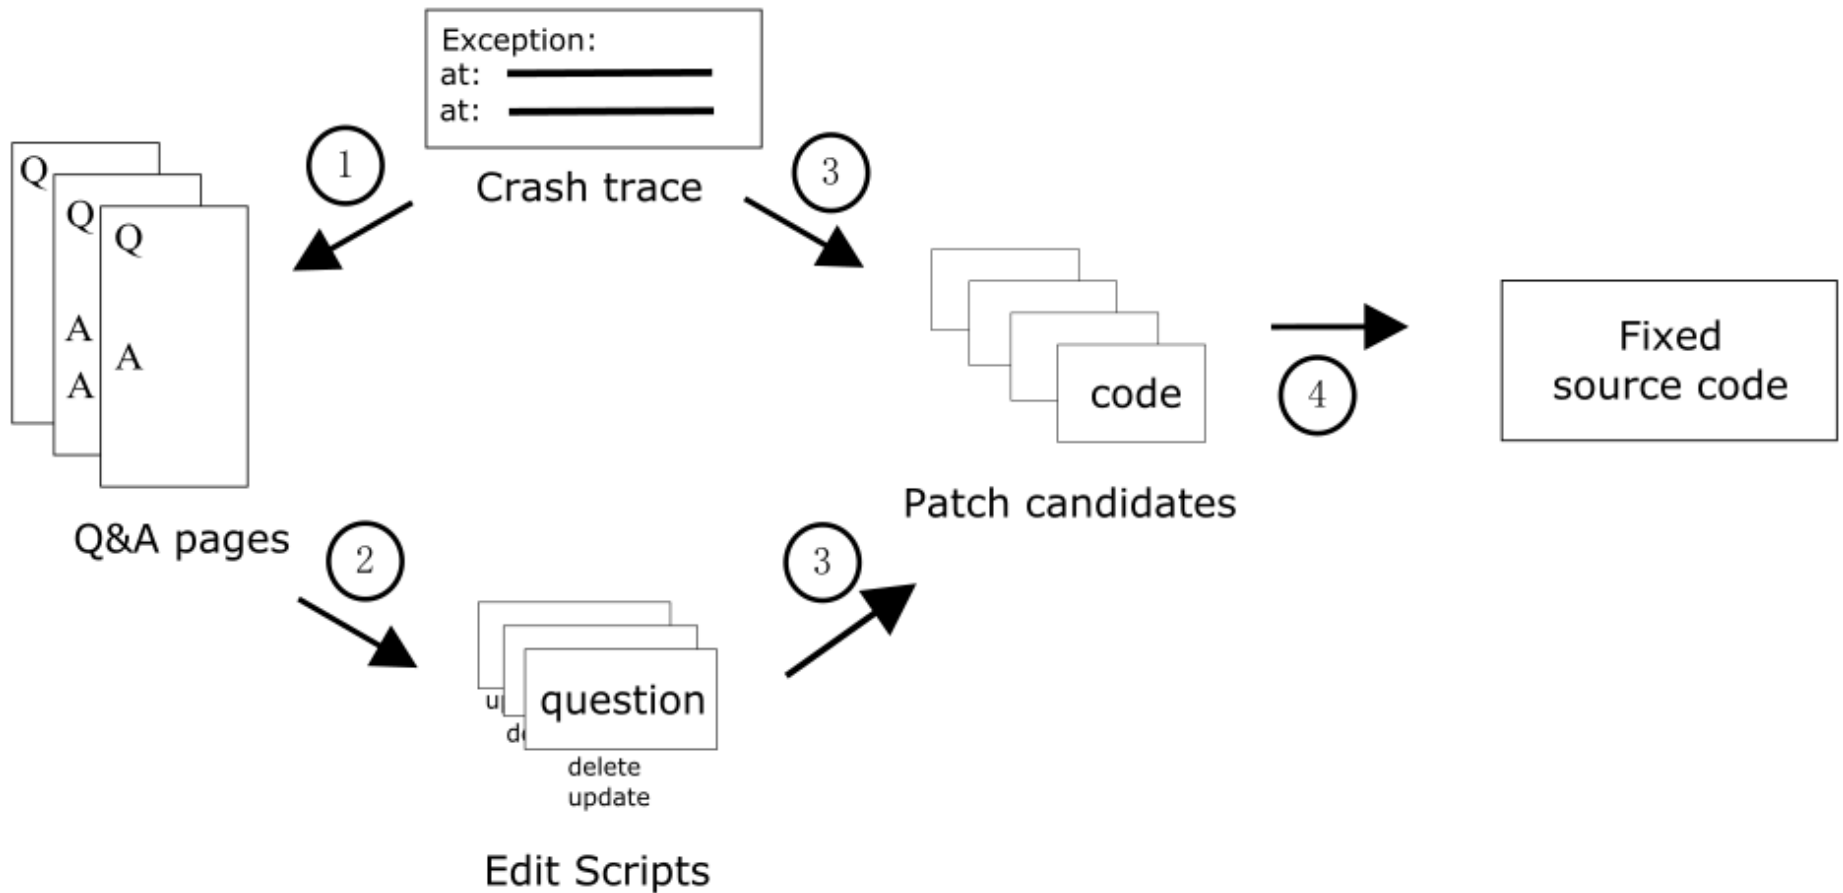 Exception:
at:
at:
Crash trace
1
3
Q
Q
Q
A
A
A
Q&A pages
2
question
delete
update
Edit Scripts
3
code
Patch candidates
4
Fixed
source code